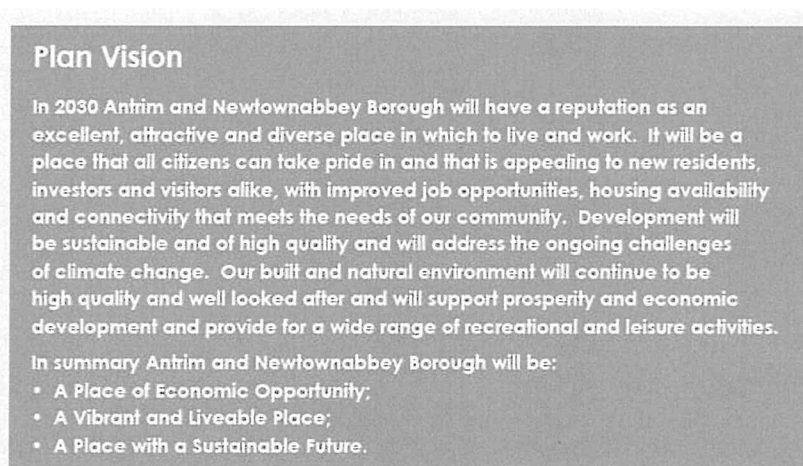 Plan Vision
In 2030 Antrim and Newtownabbey Borough will have a reputation as an
excellent, attractive and diverse place in which to live and work. It will be a
place that all citizens can take pride in and that is appealing to new residents,
investors and visitors alike, with improved job opportunities, housing availability
and connectivity that meets the needs of our community. Development will
be sustainable and of high quality and will address the ongoing challenges
of climate change. Our built and natural environment will continue to be
high quality and well looked after and will support prosperity and economic
development and provide for a wide range of recreational and leisure activities.
In summary Antrim and Newtownabbey Borough will be:
• A Place of Economic Opportunity;
• A Vibrant and Liveable Place;
• A Place with a Sustainable Future.